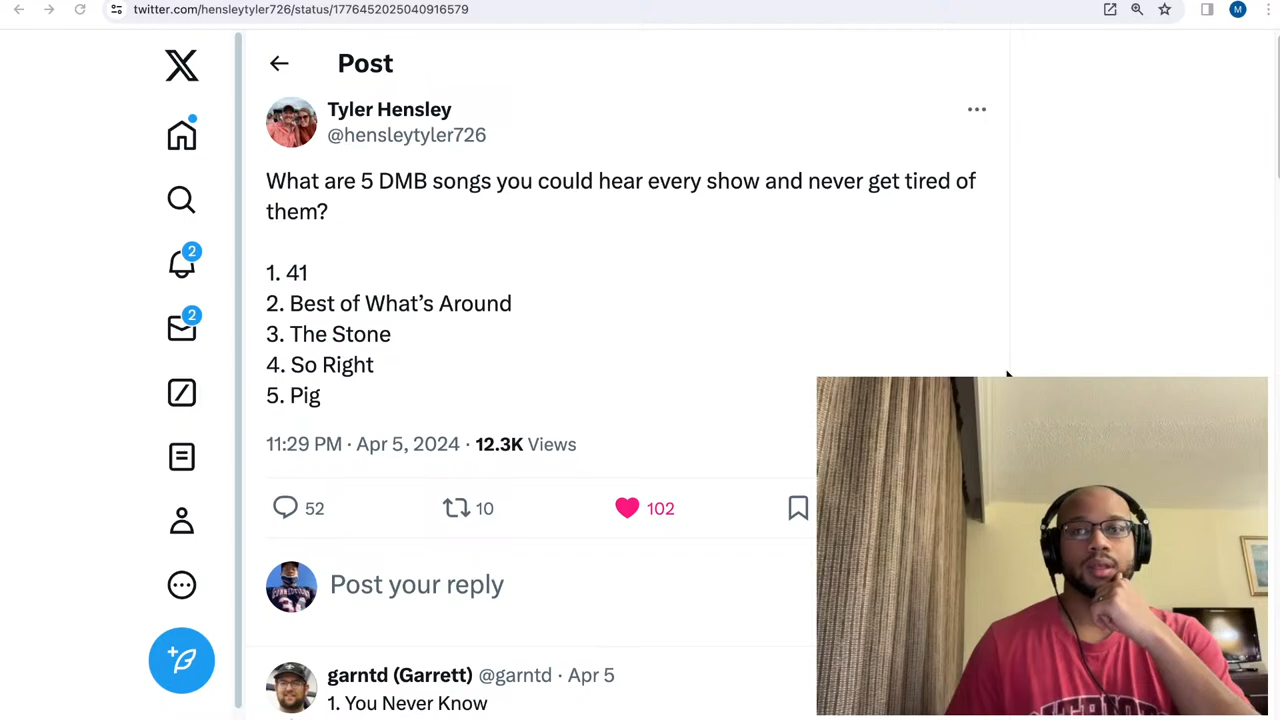 twitter.com/hensleytyler726/status/1776452025040916579
M
Post
Tyler Hensley
@hensleytyler726
What are 5 DMB songs you could hear every show and never get tired of
them?
1. 41
2. Best of What's Around
3. The Stone
4. So Right
5. Pig
11:29 PM · Apr 5, 2024 · 12.3K Views
52 10 102
Post your reply
garntd (Garrett) @garntd · Apr 5
1. You Never Know
2
2